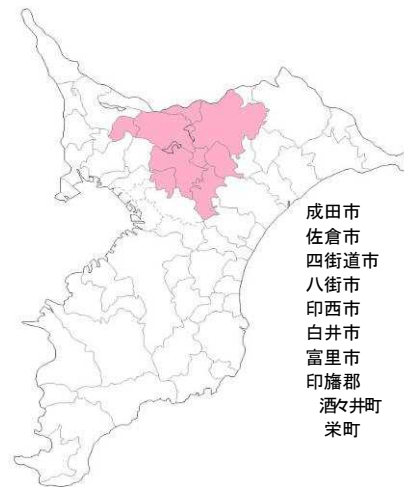 成田市
佐倉市
四街道市
八街市
印西市
白井市
富里市
印旛郡
酒々井町
栄町